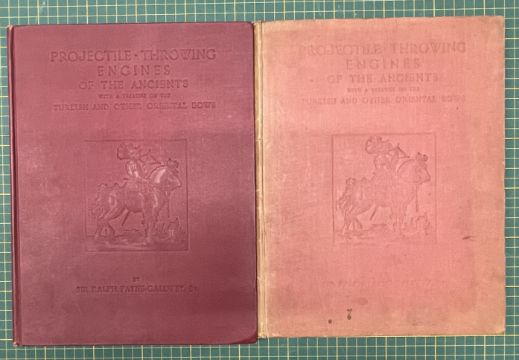 PROJECTILE-THROWING
ENGINES
OF THE ANCIENTS
WITH A TREATISE ON THE
TURKISH AND OTHER ORIENTAL BOWS
BY
SIR RALPH PAYNE-GALLWEY, Bt
PROJECTILE-THROWING
ENGINES
OF THE ANCIENTS
WITH A TREATISE ON THE
TURKISH AND OTHER ORIENTAL BOWS